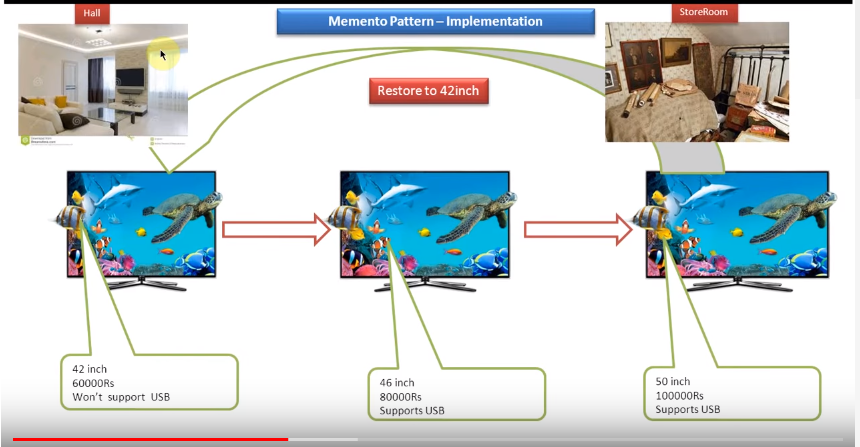 Hall
Memento Pattern – Implementation
StoreRoom
Restore to 42inch
42 inch
60000Rs
Won't support USB
46 inch
80000Rs
Supports USB
50 inch
100000Rs
Supports USB